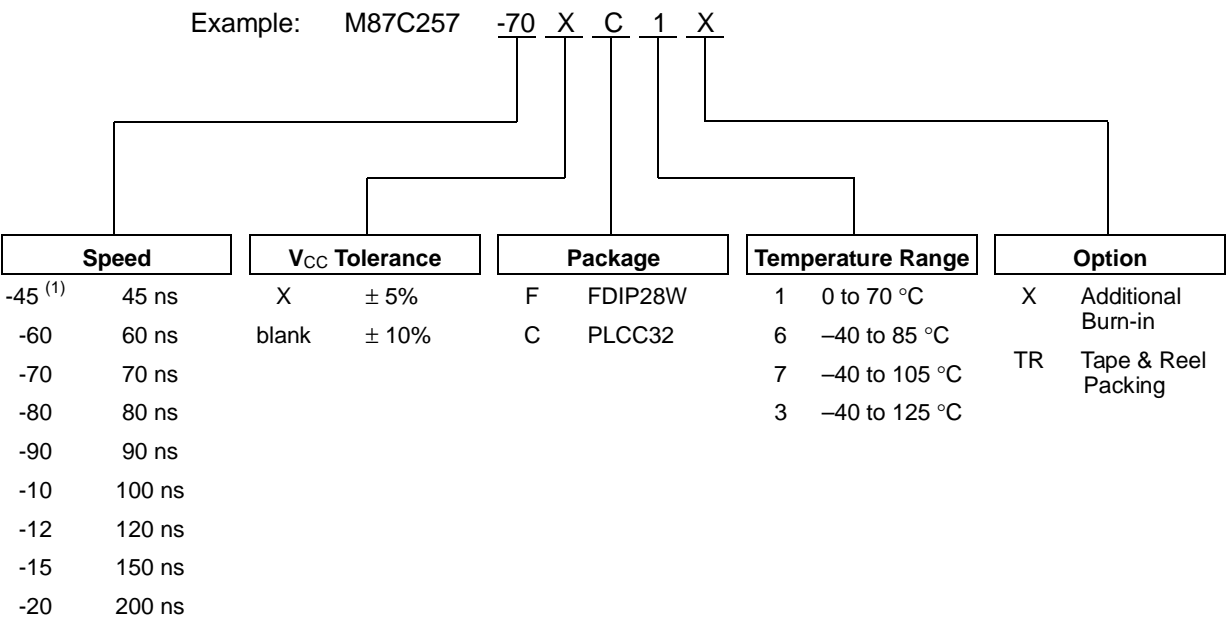 Example: M87C257 -70 X C 1 X
Speed
-45 (1) 45 ns
-60 60 ns
-70 70 ns
-80 80 ns
-90 90 ns
-10 100 ns
-12 120 ns
-15 150 ns
-20 200 ns
VCC Tolerance
X ± 5%
blank ± 10%
Package
F FDIP28W
C PLCC32
Temperature Range
1 0 to 70 °C
6 –40 to 85 °C
7 –40 to 105 °C
3 –40 to 125 °C
Option
X Additional
Burn-in
TR Tape & Reel
Packing